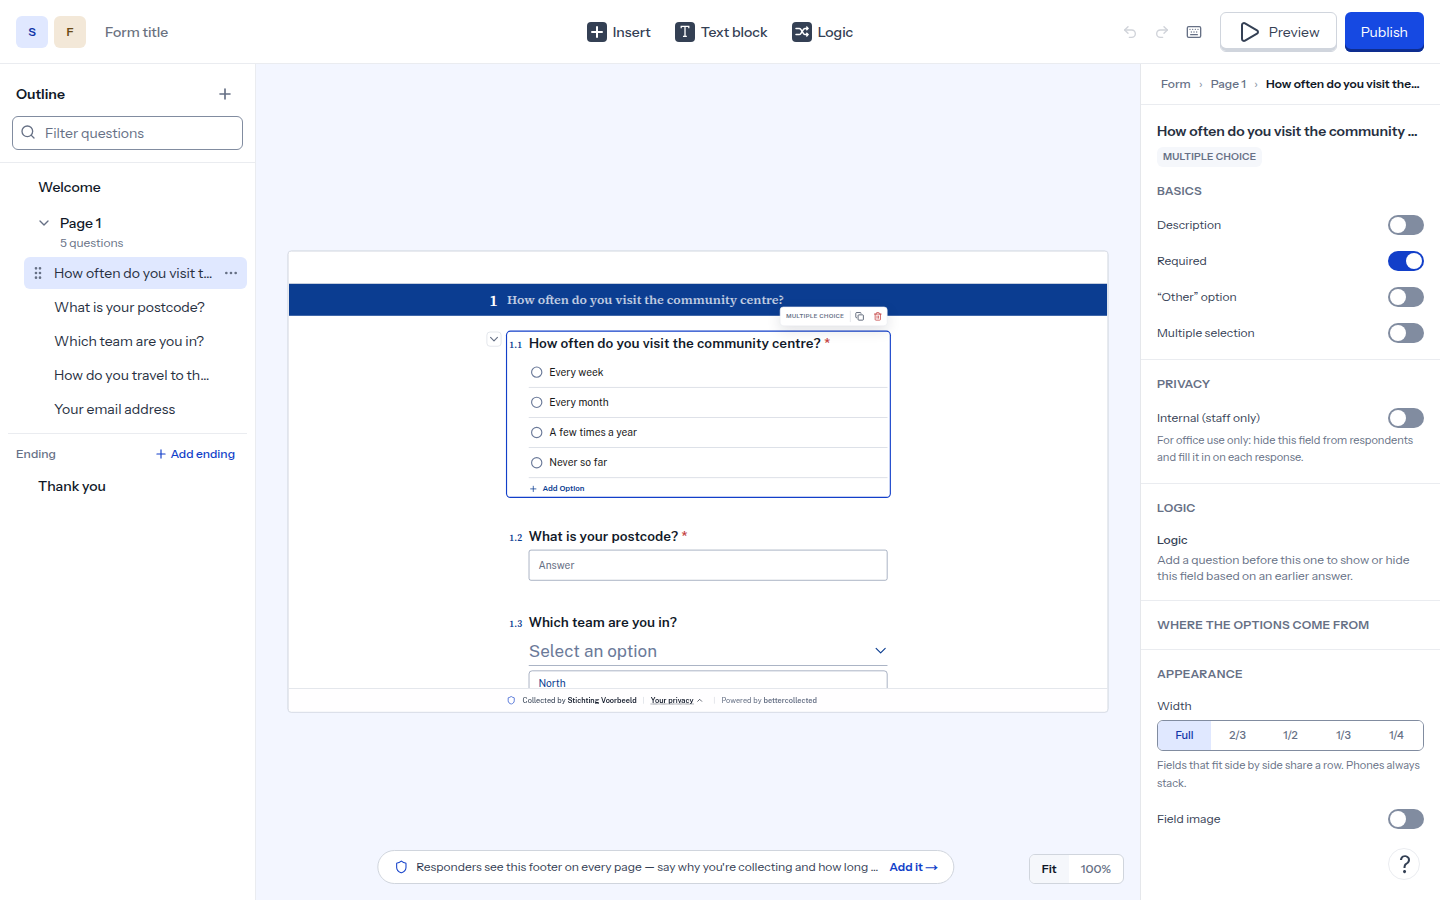 S F Form title Insert Text block Logic Preview Publish
Outline
Filter questions
Welcome
Page 1
5 questions
How often do you visit t...
What is your postcode?
Which team are you in?
How do you travel to th...
Your email address
Ending Add ending
Thank you
1 How often do you visit the community centre?
MULTIPLE CHOICE
1.1 How often do you visit the community centre? *
Every week
Every month
A few times a year
Never so far
+ Add Option
1.2 What is your postcode? *
Answer
1.3 Which team are you in?
Select an option
North
Collected by Stichting Voorbeeld Your privacy Powered by bettercollected
Responders see this footer on every page — say why you're collecting and how long ... Add it →
Fit 100%
Form › Page 1 › How often do you visit the...
How often do you visit the community ...
MULTIPLE CHOICE
BASICS
Description
Required
“Other” option
Multiple selection
PRIVACY
Internal (staff only)
For office use only: hide this field from respondents
and fill it in on each response.
LOGIC
Logic
Add a question before this one to show or hide
this field based on an earlier answer.
WHERE THE OPTIONS COME FROM
APPEARANCE
Width
Full 2/3 1/2 1/3 1/4
Fields that fit side by side share a row. Phones always
stack.
Field image
?